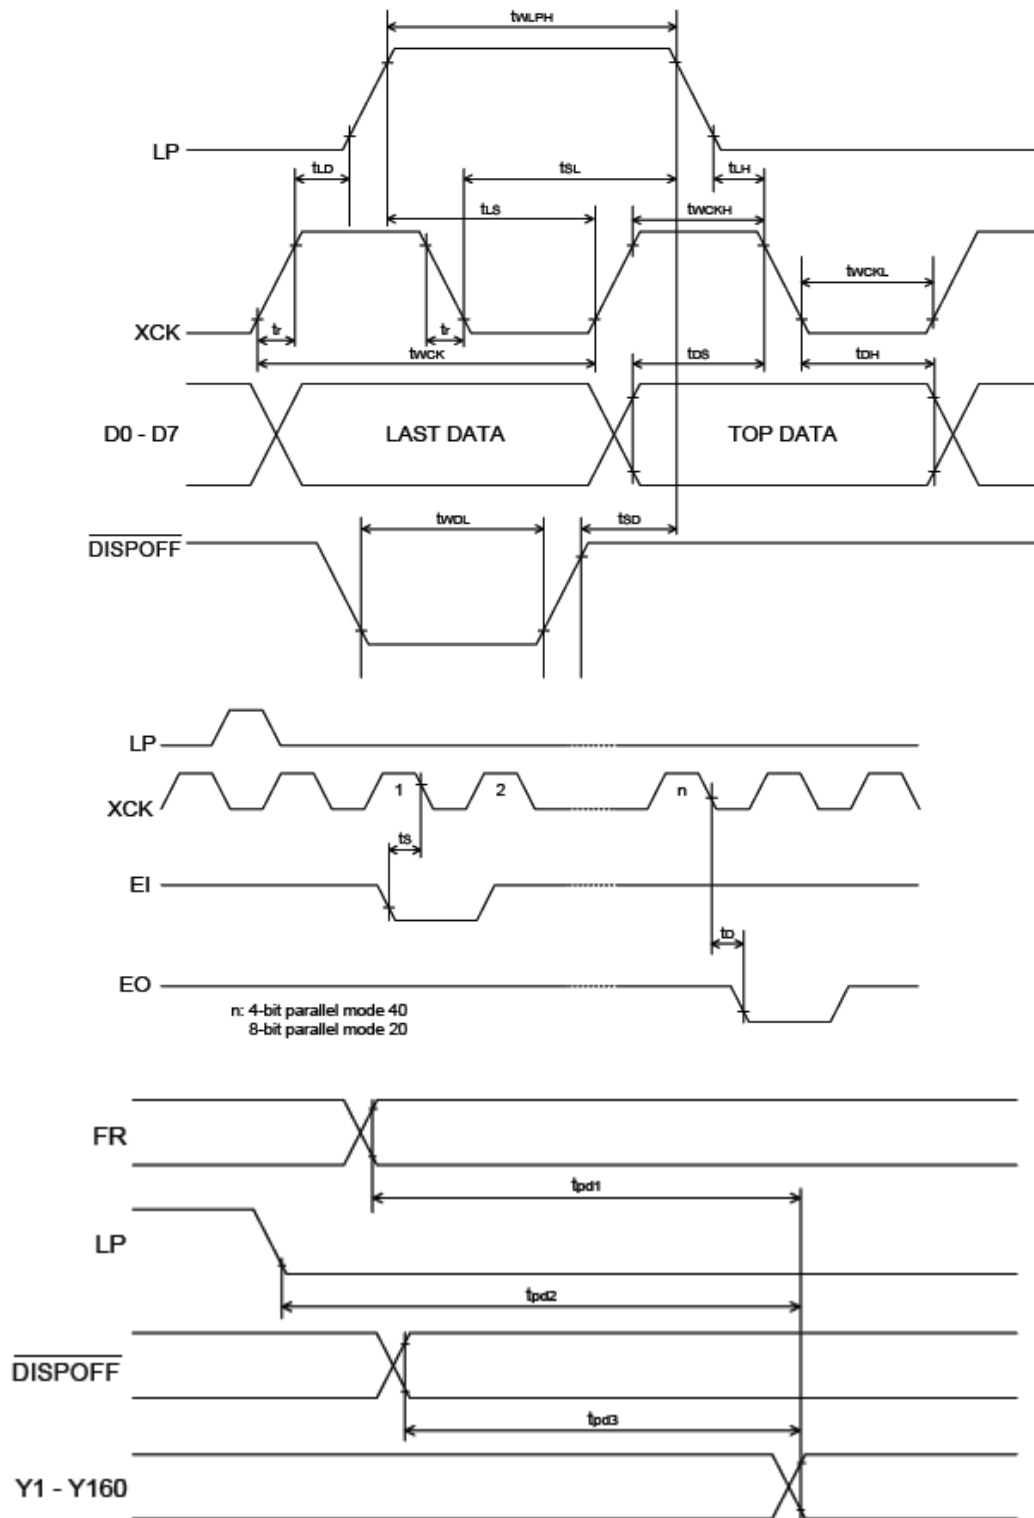 tWLPH
LP
tLD
tSL
tLH
tLS
tWCKH
tWCKL
XCK
tr
tr
tWCK
tDS
tDH
D0 - D7
LAST DATA
TOP DATA
tWDL
tSD
DISPOFF
LP
XCK
1
2
n
ts
EI
tD
EO
n: 4-bit parallel mode 40
8-bit parallel mode 20
FR
tpd1
LP
tpd2
DISPOFF
tpd3
Y1 - Y160